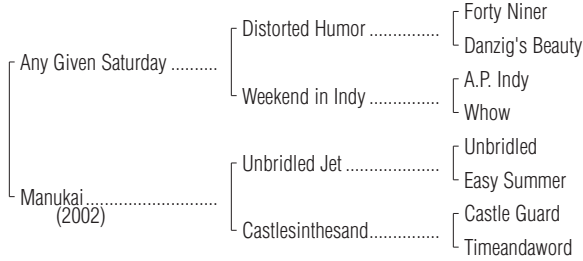 Forty Niner
Distorted Humor ...............
Danzig's Beauty
Any Given Saturday ..........
A.P. Indy
Weekend in Indy ...............
Whow
Unbridled
Unbridled Jet ....................
Easy Summer
Manukai............................
(2002)
Castle Guard
Castlesinthesand...............
Timeandaword